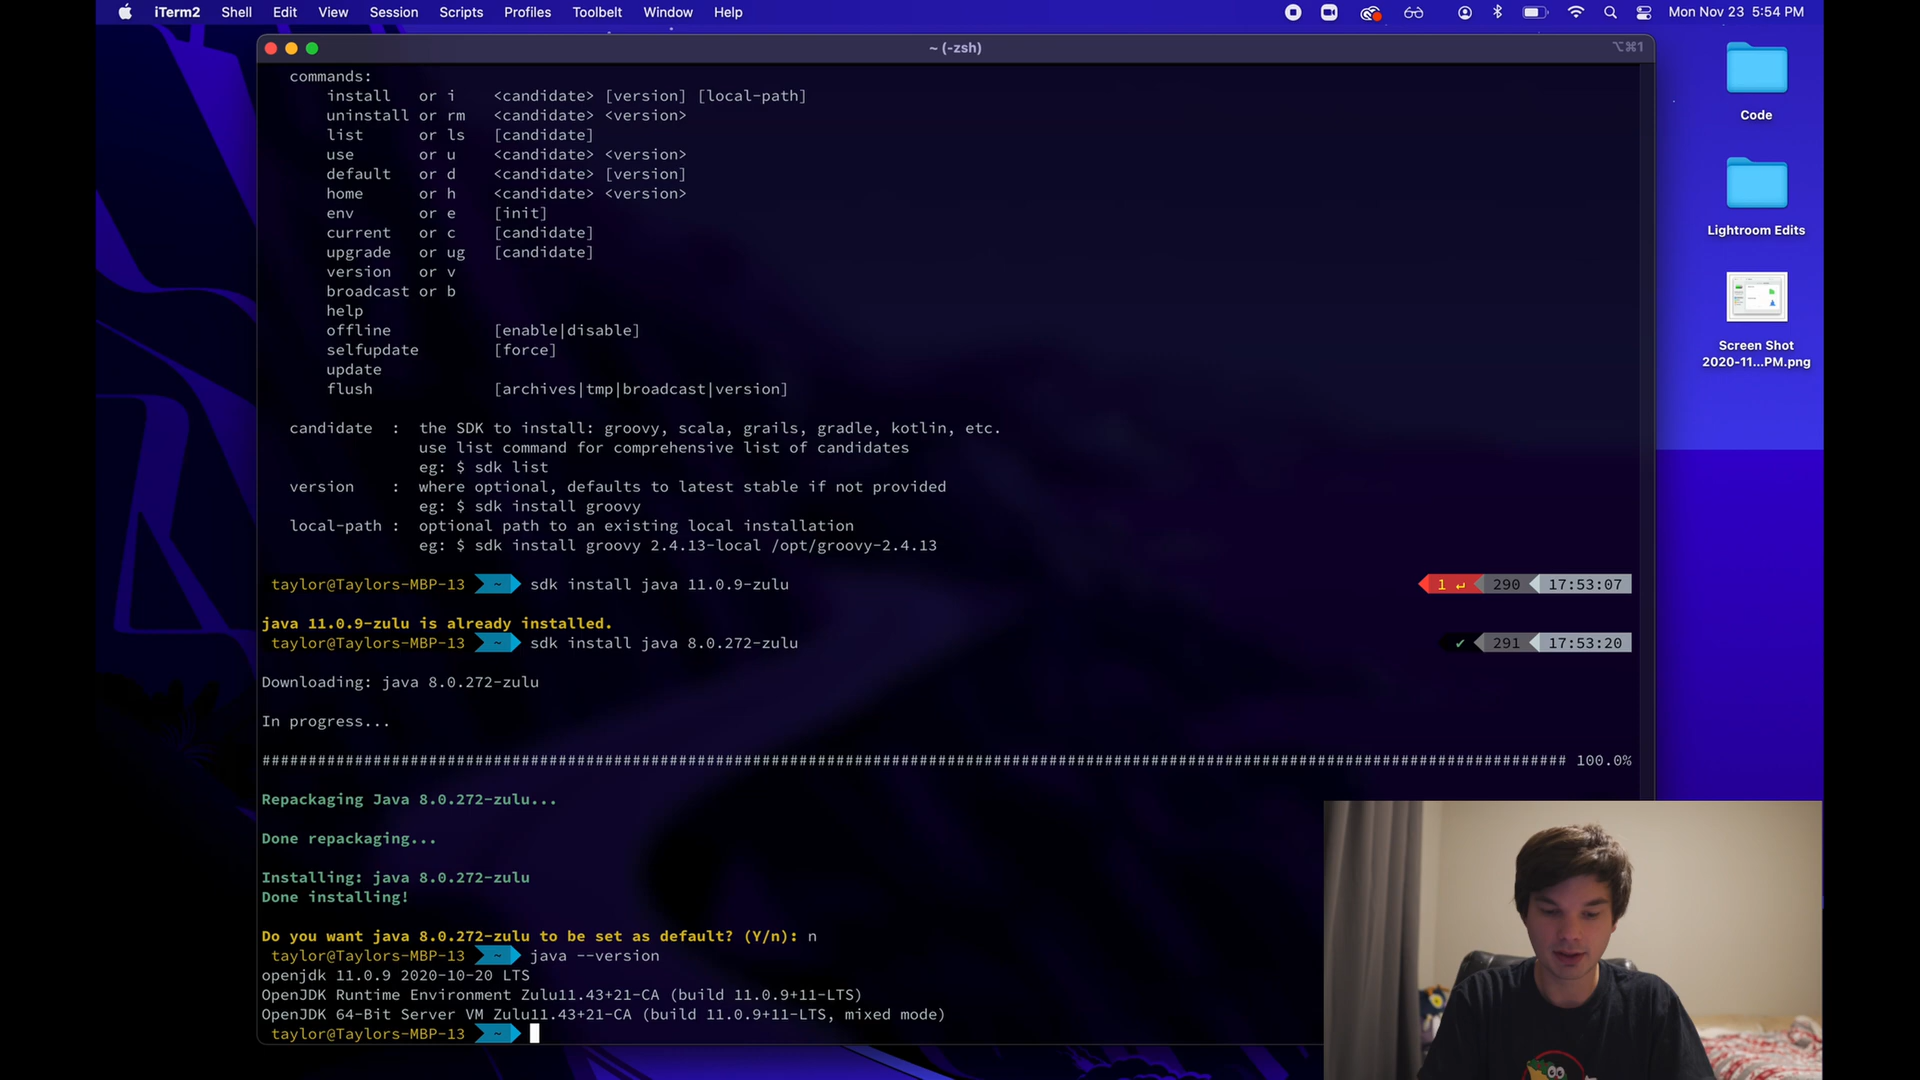 iTerm2 Shell Edit View Session Scripts Profiles Toolbelt Window Help Mon Nov 23 5:54 PM
~ (-zsh) ⌥⌘1
commands:
install or i <candidate> [version] [local-path]
uninstall or rm <candidate> <version>
list or ls [candidate]
use or u <candidate> <version>
default or d <candidate> [version]
home or h <candidate> <version>
env or e [init]
current or c [candidate]
upgrade or ug [candidate]
version or v
broadcast or b
help
offline [enable|disable]
selfupdate [force]
update
flush [archives|tmp|broadcast|version]
candidate : the SDK to install: groovy, scala, grails, gradle, kotlin, etc.
use list command for comprehensive list of candidates
eg: $ sdk list
version : where optional, defaults to latest stable if not provided
eg: $ sdk install groovy
local-path : optional path to an existing local installation
eg: $ sdk install groovy 2.4.13-local /opt/groovy-2.4.13
taylor@Taylors-MBP-13 ~ sdk install java 11.0.9-zulu 1 ↵ 290 17:53:07
java 11.0.9-zulu is already installed.
taylor@Taylors-MBP-13 ~ sdk install java 8.0.272-zulu ✔ 291 17:53:20
Downloading: java 8.0.272-zulu
In progress...
############################################################################################################################################# 100.0%
Repackaging Java 8.0.272-zulu...
Done repackaging...
Installing: java 8.0.272-zulu
Done installing!
Do you want java 8.0.272-zulu to be set as default? (Y/n): n
taylor@Taylors-MBP-13 ~ java --version
openjdk 11.0.9 2020-10-20 LTS
OpenJDK Runtime Environment Zulu11.43+21-CA (build 11.0.9+11-LTS)
OpenJDK 64-Bit Server VM Zulu11.43+21-CA (build 11.0.9+11-LTS, mixed mode)
taylor@Taylors-MBP-13 ~
Code
Lightroom Edits
Screen Shot
2020-11...PM.png